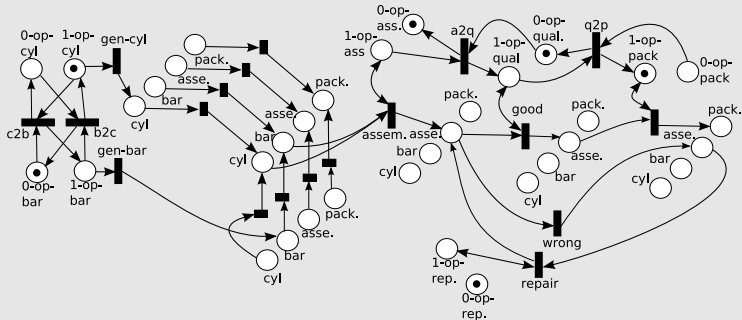 0-op-
cyl
1-op-
cyl
gen-cyl
pack.
asse.
bar
cyl
c2b
b2c
gen-bar
0-op-
bar
1-op-
bar
pack.
asse.
bar
cyl
pack.
asse.
bar
cyl
1-op-
ass
0-op-
ass.
a2q
0-op-
qual.
q2p
1-op-
qual
1-op-
pack
0-op-
pack
assem.
pack.
asse.
bar
cyl
good
pack.
asse.
bar
cyl
pack.
asse.
bar
cyl
wrong
1-op-
rep.
0-op-
rep.
repair